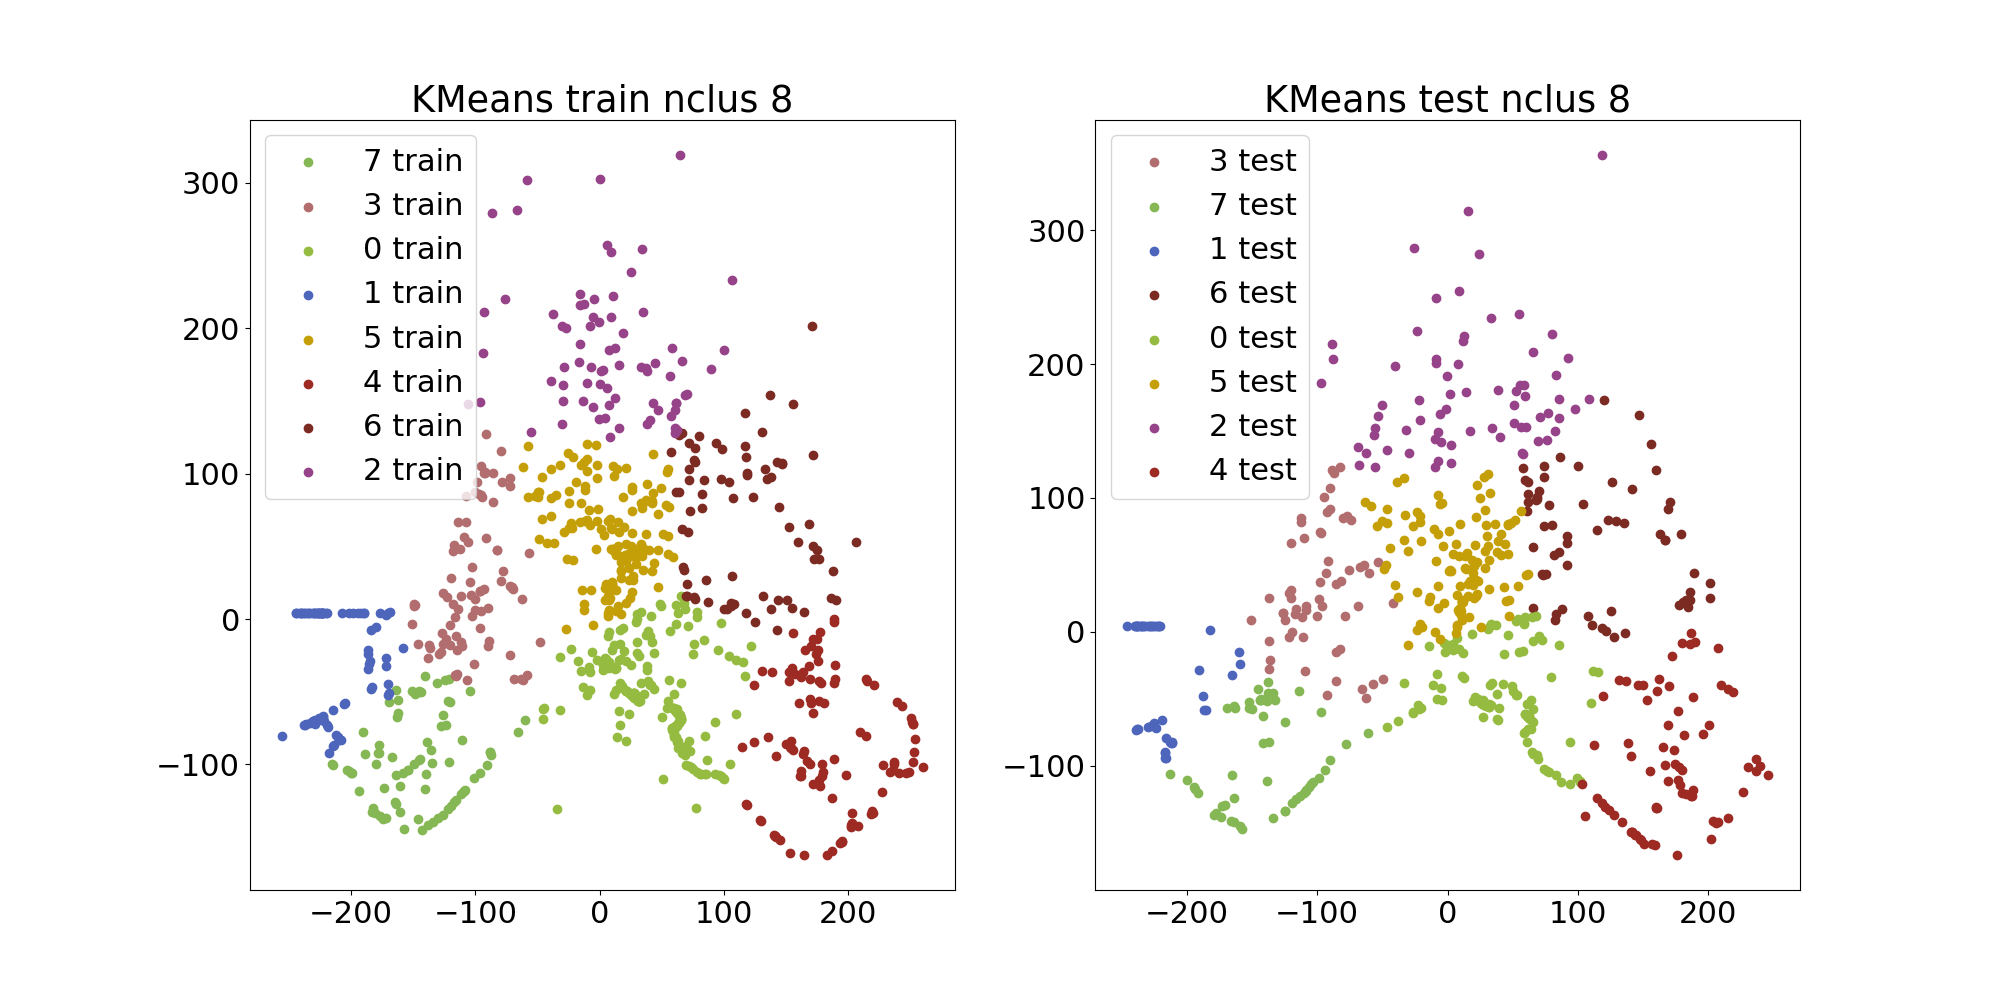 KMeans train nclus 8
300
200
100
0
−100
−200
−100
0
100
200
7 train
3 train
0 train
1 train
5 train
4 train
6 train
2 train
KMeans test nclus 8
300
200
100
0
−100
−200
−100
0
100
200
3 test
7 test
1 test
6 test
0 test
5 test
2 test
4 test